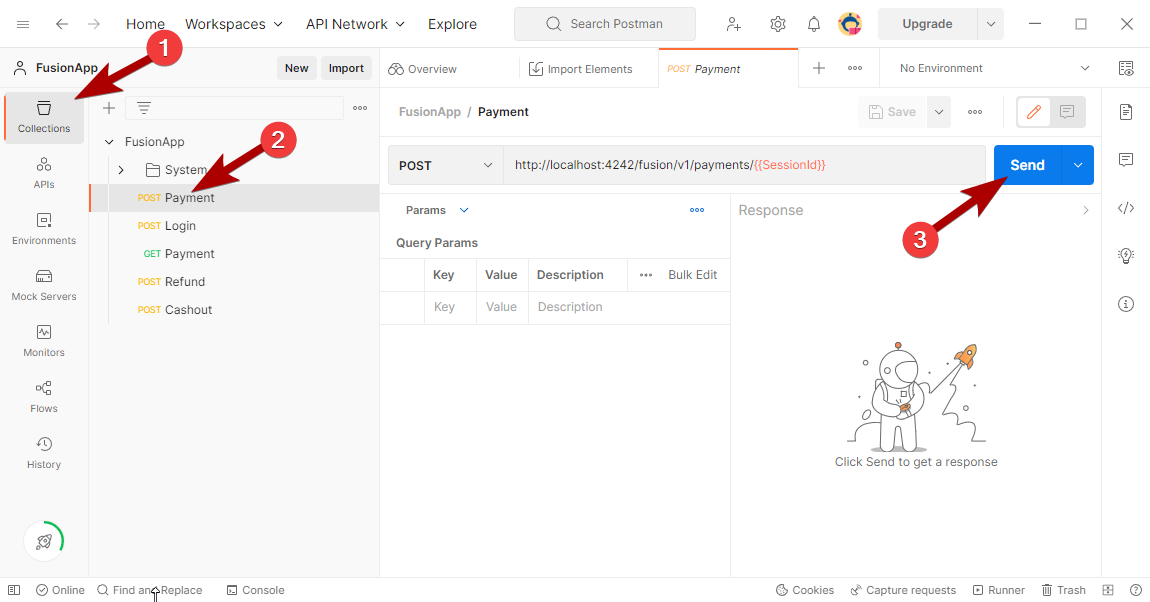 Home Workspaces API Network Explore Search Postman Upgrade
1
FusionApp New Import Overview Import Elements POST Payment No Environment
Collections
FusionApp / Payment Save
FusionApp
2
System
POST http://localhost:4242/fusion/v1/payments/{{SessionId}} Send
APIs
POST Payment
Params Response
POST Login
3
Environments
Query Params
GET Payment
Key Value Description Bulk Edit
POST Refund
Mock Servers
Key Value Description
POST Cashout
Monitors
Flows
History
Click Send to get a response
Online Find and Replace Console Cookies Capture requests Runner Trash